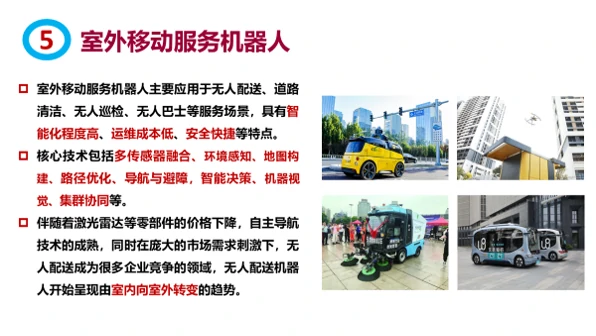 5 室外移动服务机器人
室外移动服务机器人主要应用于无人配送、道路
清洁、无人巡检、无人巴士等服务场景，具有智
能化程度高、运维成本低、安全快捷等特点。
核心技术包括多传感器融合、环境感知、地图构
建、路径优化、导航与避障，智能决策、机器视
觉、集群协同等。
伴随着激光雷达等零部件的价格下降，自主导航
技术的成熟，同时在庞大的市场需求刺激下，无
人配送成为很多企业竞争的领域，无人配送机器
人开始呈现由室内向室外转变的趋势。